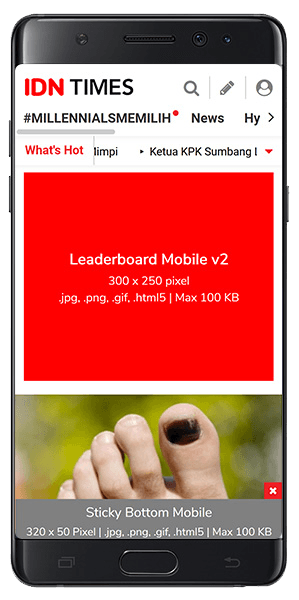 IDN TIMES
#MILLENNIALSMEMILIH News Hy
What's Hot limpi Ketua KPK Sumbang
Leaderboard Mobile v2
300 x 250 pixel
.jpg, .png, .gif, .html5 | Max 100 KB
Sticky Bottom Mobile
320 x 50 Pixel | .jpg, .png, .gif, .html5 | Max 100 KB